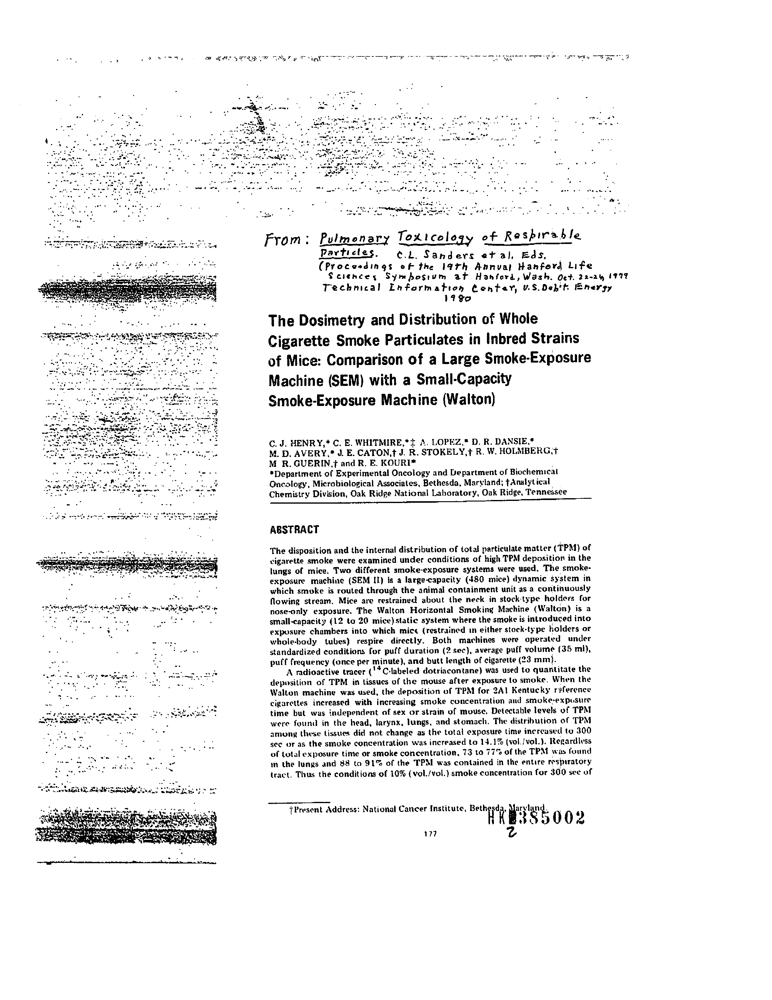 From: Pulmonary Toxicology of Respirable
Particles. C.L. Sanders et al. Eds.
(Proceedings of the 19th Annual Hanford Life
Sciences Symposium at Hanford, Wash. Oct. 22-24, 1979
Technical Information Center, U.S. Dep't. Energy
1980
The Dosimetry and Distribution of Whole
Cigarette Smoke Particulates in Inbred Strains
of Mice: Comparison of a Large Smoke-Exposure
Machine (SEM) with a Small-Capacity
Smoke-Exposure Machine (Walton)
C. J. HENRY,* C. E. WHITMIRE,*‡ A. LOPEZ,* D. R. DANSIE,*
M. D. AVERY,* J. E. CATON,† J. R. STOKELY,† R. W. HOLMBERG,†
M R. GUERIN,† and R. E. KOURI*
*Department of Experimental Oncology and Department of Biochemical
Oncology, Microbiological Associates, Bethesda, Maryland; †Analytical
Chemistry Division, Oak Ridge National Laboratory, Oak Ridge, Tennessee
ABSTRACT
The disposition and the internal distribution of total particulate matter (TPM) of
cigarette smoke were examined under conditions of high TPM deposition in the
lungs of mice. Two different smoke-exposure systems were used. The smoke-
exposure machine (SEM II) is a large-capacity (480 mice) dynamic system in
which smoke is routed through the animal containment unit as a continuously
flowing stream. Mice are restrained about the neck in stock-type holders for
nose-only exposure. The Walton Horizontal Smoking Machine (Walton) is a
small-capacity (12 to 20 mice) static system where the smoke is introduced into
exposure chambers into which mice (restrained in either stock-type holders or
whole-body tubes) respire directly. Both machines were operated under
standardized conditions for puff duration (2 sec), average puff volume (35 ml),
puff frequency (once per minute), and butt length of cigarette (23 mm).
A radioactive tracer (¹⁴C-labeled dotriacontane) was used to quantitate the
deposition of TPM in tissues of the mouse after exposure to smoke. When the
Walton machine was used, the deposition of TPM for 2A1 Kentucky reference
cigarettes increased with increasing smoke concentration and smoke-exposure
time but was independent of sex or strain of mouse. Detectable levels of TPM
were found in the head, larynx, lungs, and stomach. The distribution of TPM
among these tissues did not change as the total exposure time increased to 300
sec or as the smoke concentration was increased to 14.1% (vol./vol.). Regardless
of total exposure time or smoke concentration, 73 to 77% of the TPM was found
in the lungs and 88 to 91% of the TPM was contained in the entire respiratory
tract. Thus the conditions of 10% (vol./vol.) smoke concentration for 300 sec of
†Present Address: National Cancer Institute, Bethesda, Maryland
385002
177
2